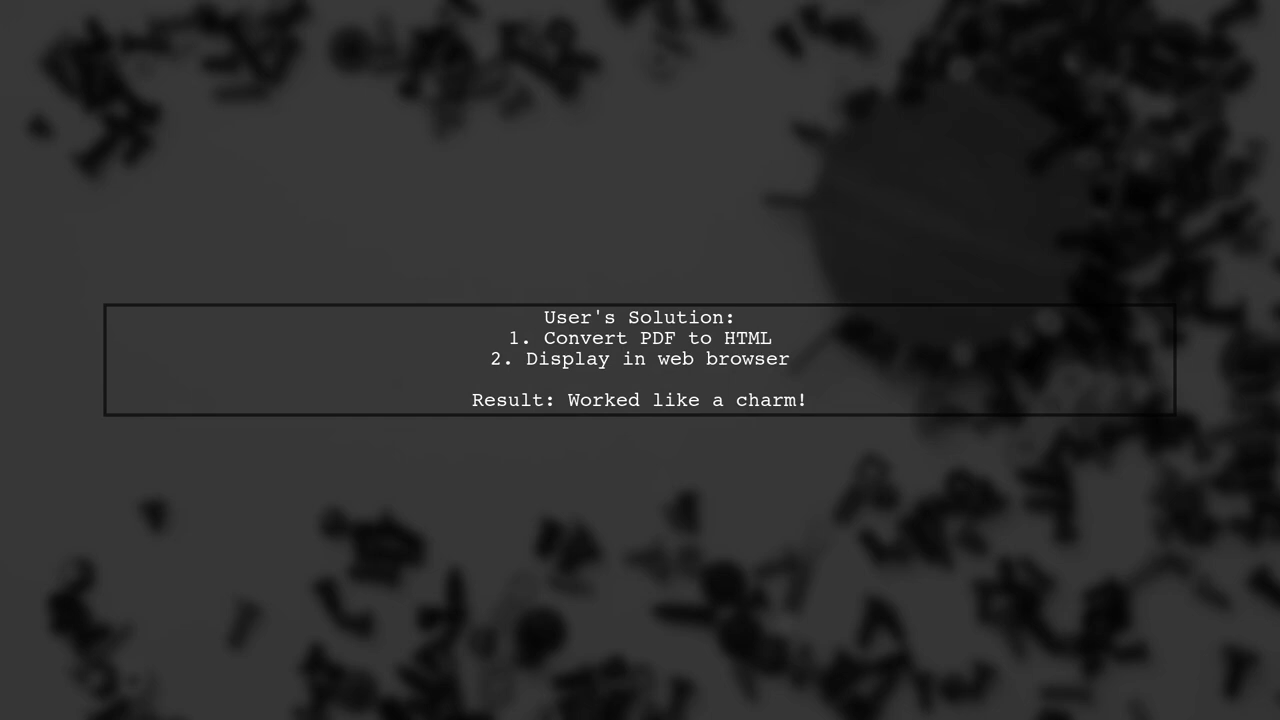 User's Solution:
1. Convert PDF to HTML
2. Display in web browser
Result: Worked like a charm!